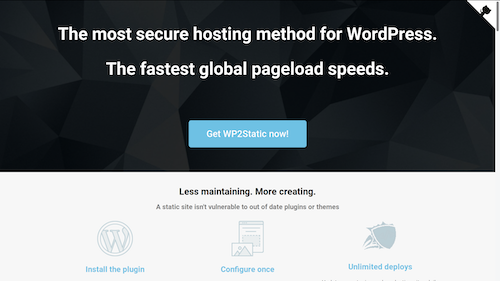 The most secure hosting method for WordPress.
The fastest global pageload speeds.
Get WP2Static now!
Less maintaining. More creating.
A static site isn't vulnerable to out of date plugins or themes
Install the plugin
Configure once
Unlimited deploys